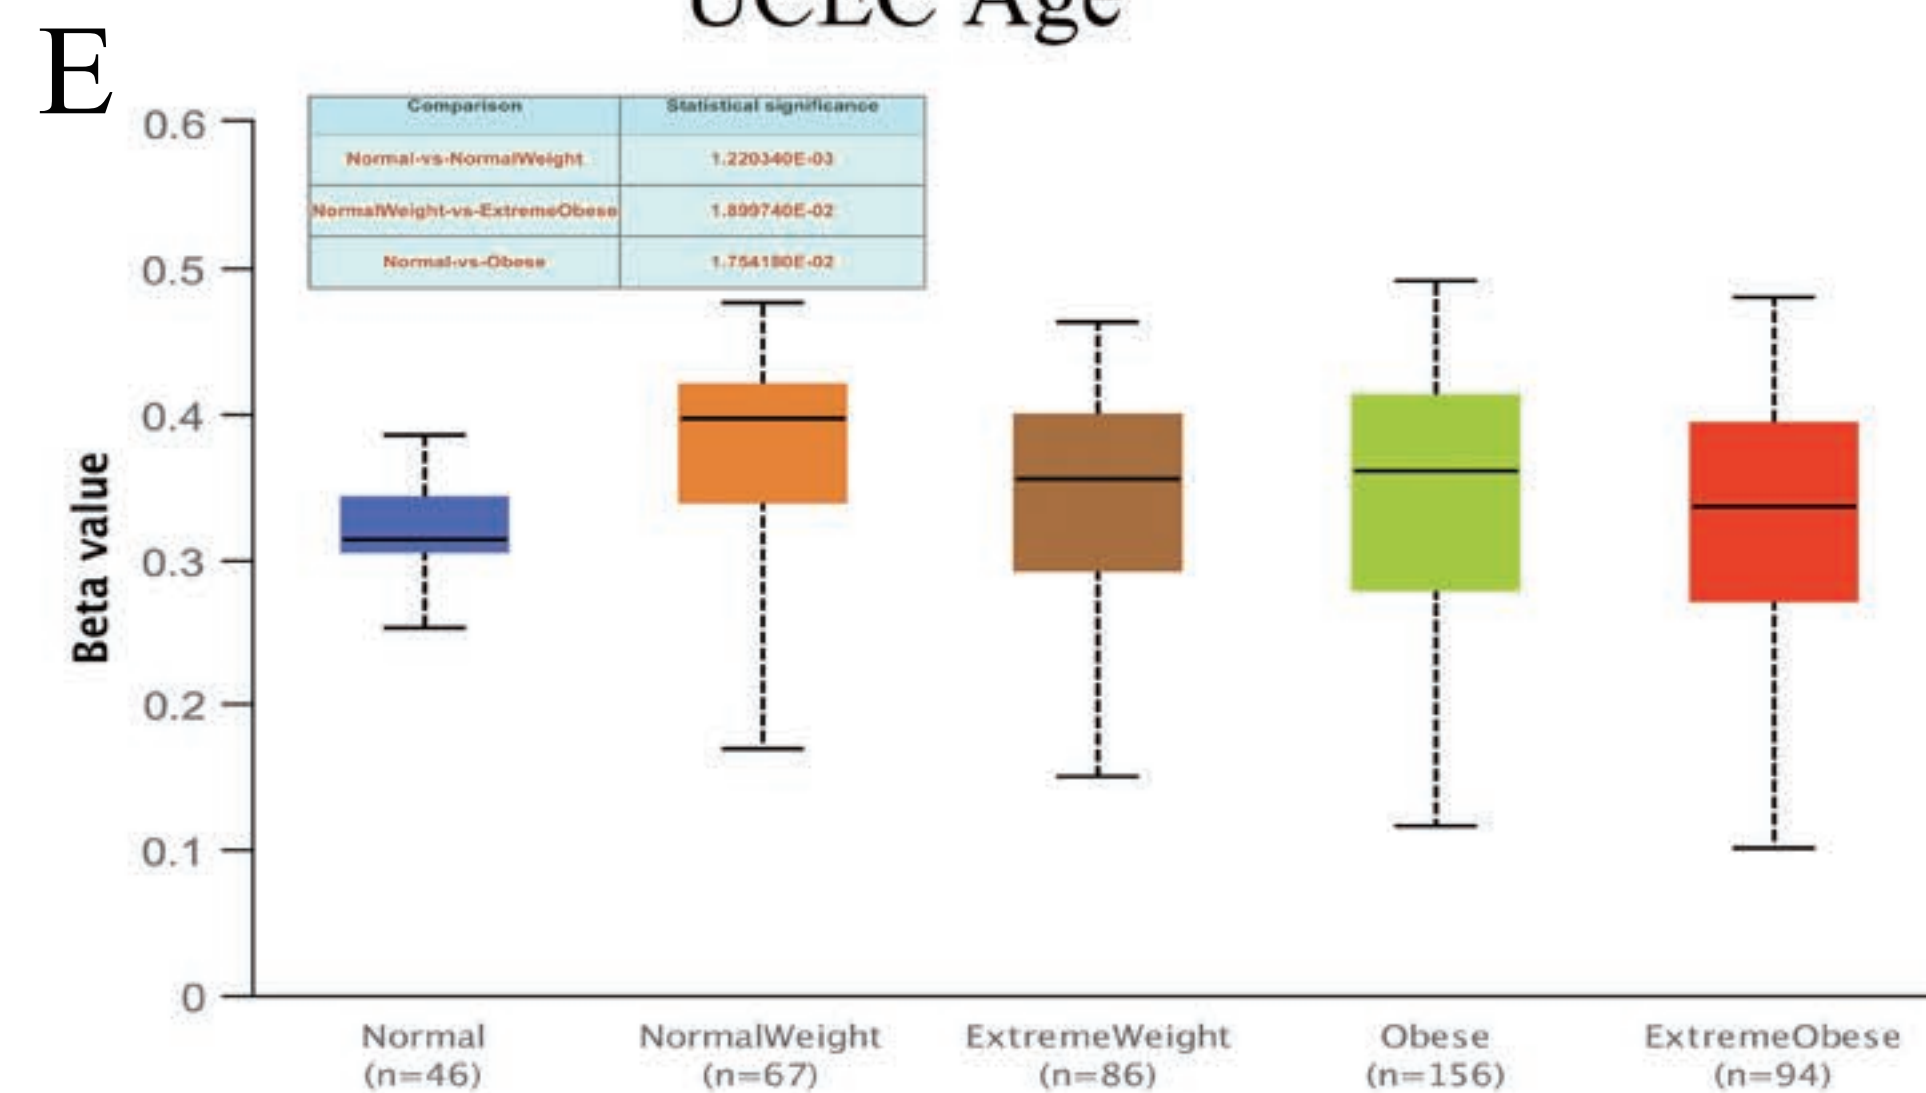 UCEC Age
E
Comparison Statistical significance
Normal-vs-NormalWeight 1.220340E-03
NormalWeight-vs-ExtremeObese 1.899740E-02
Normal-vs-Obese 1.754180E-02
0.6
0.5
0.4
0.3
0.2
0.1
0
Beta value
Normal NormalWeight ExtremeWeight Obese ExtremeObese
(n=46) (n=67) (n=86) (n=156) (n=94)